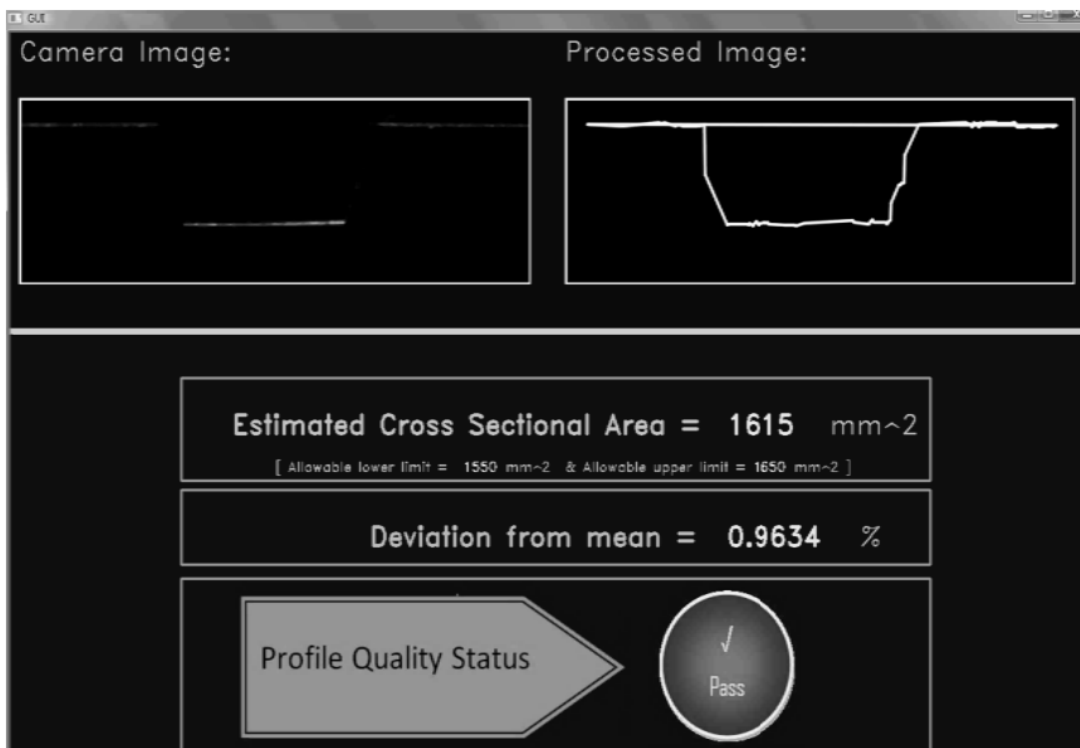 GUI
Camera Image:
Processed Image:
Estimated Cross Sectional Area = 1615 mm^2
[ Allowable lower limit = 1550 mm^2 & Allowable upper limit = 1650 mm^2 ]
Deviation from mean = 0.9634 %
Profile Quality Status
√
Pass